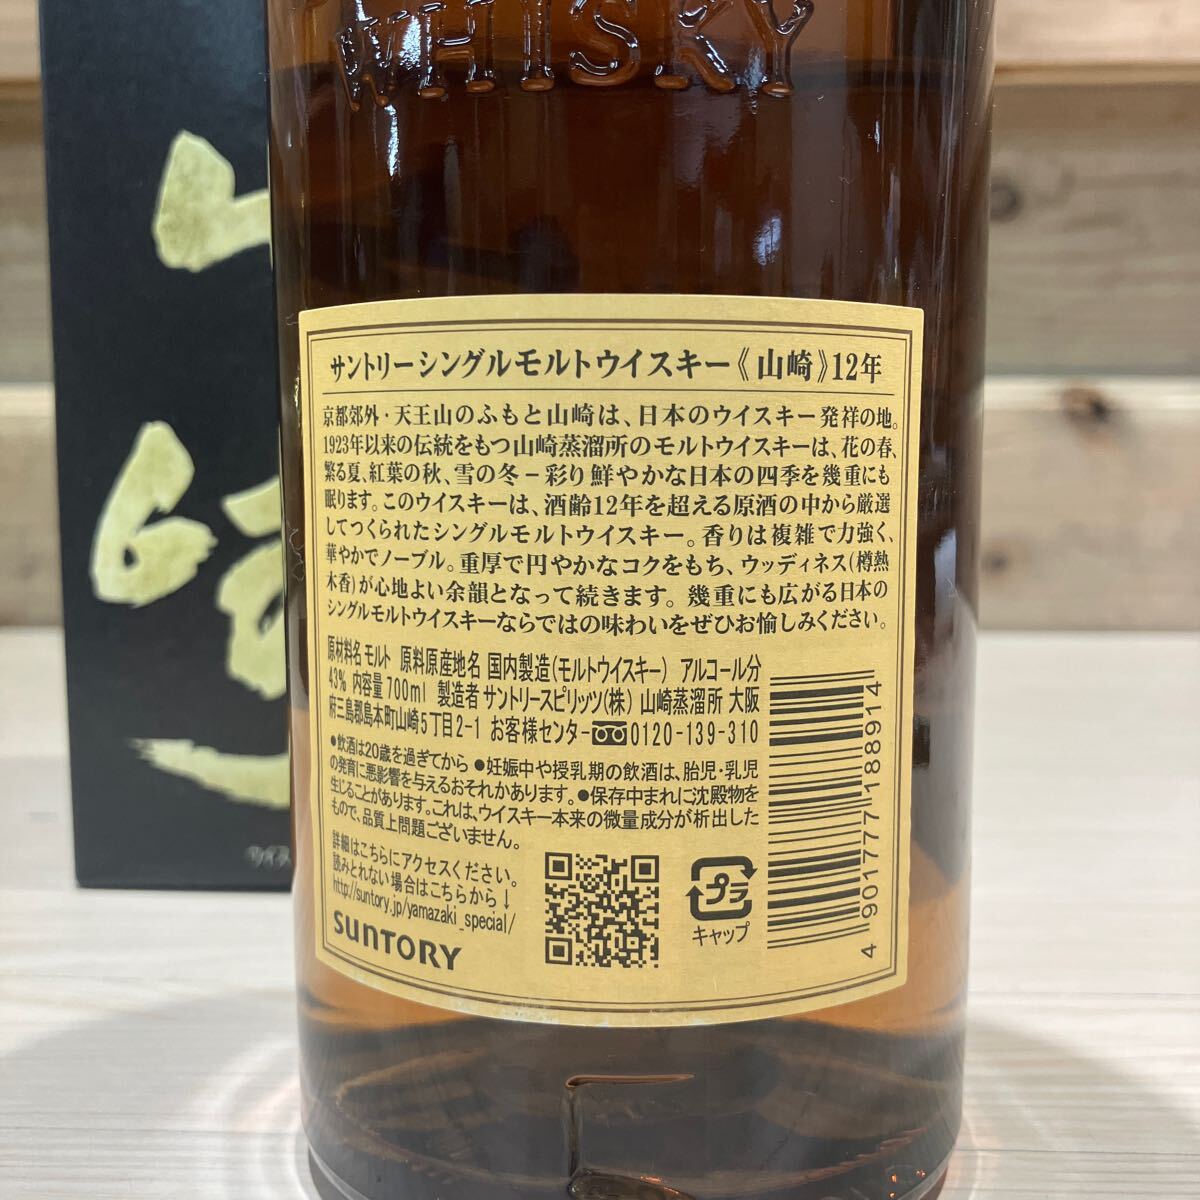 WHISKY
サントリーシングルモルトウイスキー《山崎》12年
京都郊外・天王山のふもと山崎は、日本のウイスキー発祥の地。
1923年以来の伝統をもつ山崎蒸溜所のモルトウイスキーは、花の春、
繁る夏、紅葉の秋、雪の冬－彩り鮮やかな日本の四季を幾重にも
眠ります。このウイスキーは、酒齢12年を超える原酒の中から厳選
してつくられたシングルモルトウイスキー。香りは複雑で力強く、
華やかでノーブル。重厚で円やかなコクをもち、ウッディネス(樽熱
木香)が心地よい余韻となって続きます。幾重にも広がる日本の
シングルモルトウイスキーならではの味わいをぜひお愉しみください。
原材料名 モルト 原料原産地名 国内製造(モルトウイスキー) アルコール分
43% 内容量 700ml 製造者 サントリースピリッツ(株) 山崎蒸溜所 大阪
府三島郡島本町山崎5丁目2-1 お客様センター 0120-139-310
●飲酒は20歳を過ぎてから ●妊娠中や授乳期の飲酒は、胎児・乳児
の発育に悪影響を与えるおそれがあります。●保存中まれに沈殿物を
生じることがあります。これは、ウイスキー本来の微量成分が析出した
もので、品質上問題ございません。
詳細はこちらにアクセスください。
読みとれない場合はこちらから↓
http://suntory.jp/yamazaki_special/
SUNTORY
プラ
キャップ
4 901777 188914
ウイス